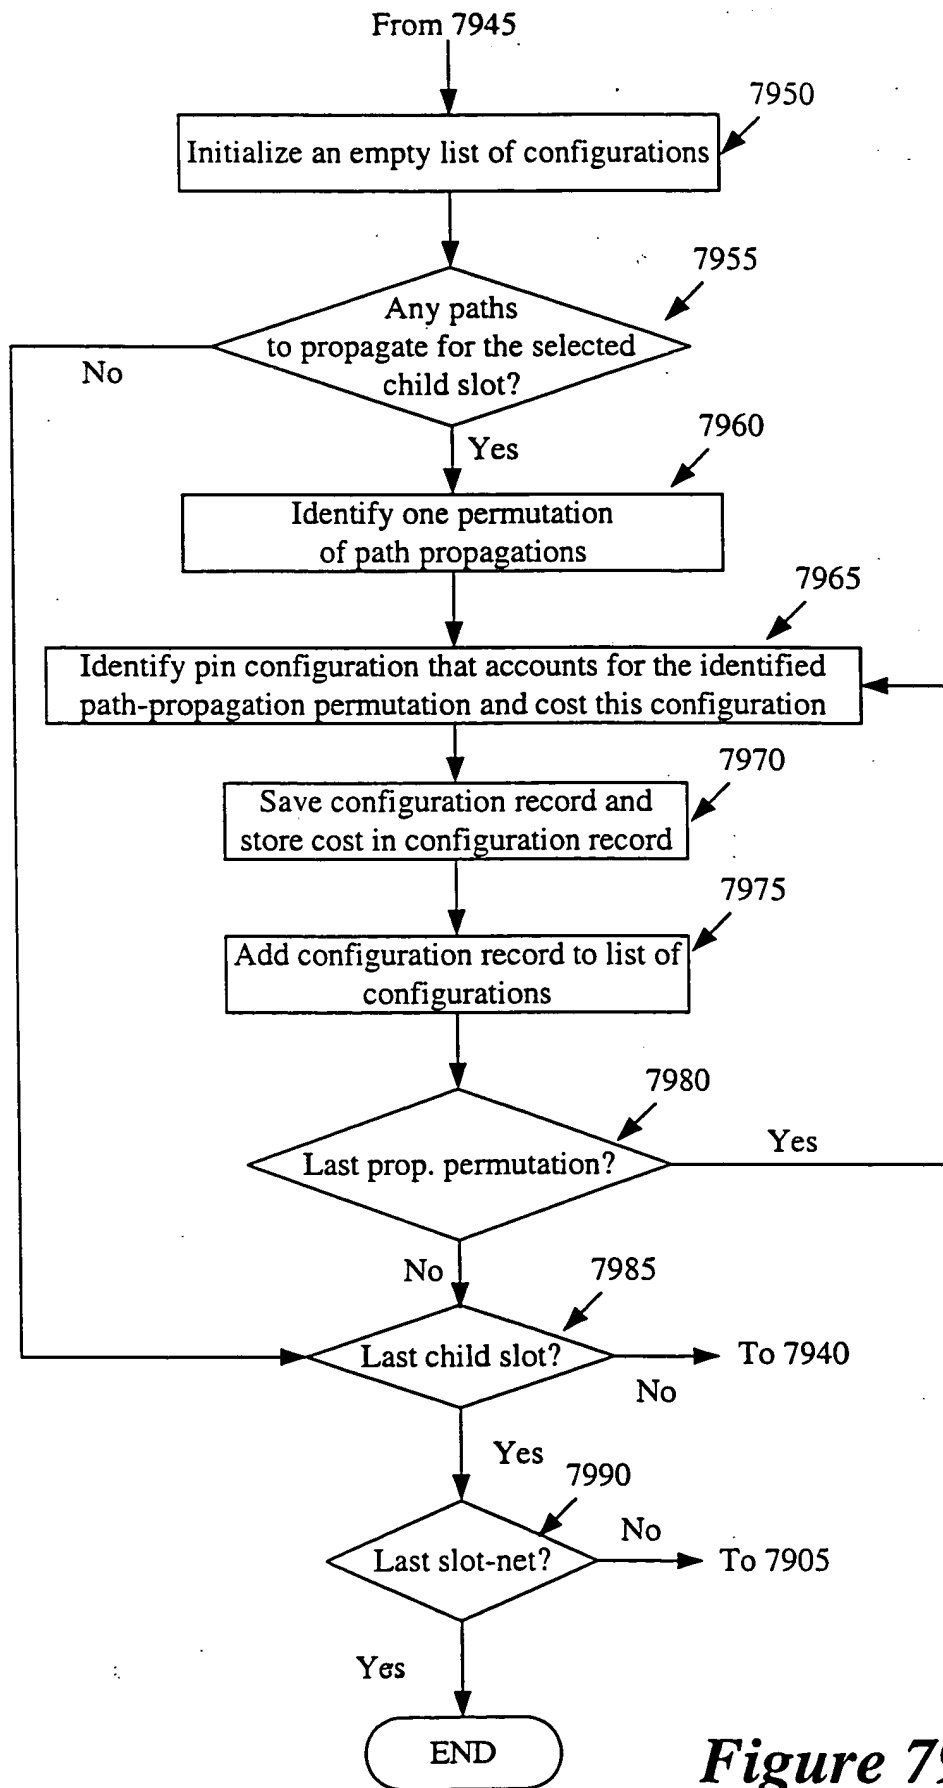 From 7945
7950
Initialize an empty list of configurations
7955
Any paths
to propagate for the selected
child slot?
No
7960
Yes
Identify one permutation
of path propagations
7965
Identify pin configuration that accounts for the identified
path-propagation permutation and cost this configuration
7970
Save configuration record and
store cost in configuration record
7975
Add configuration record to list of
configurations
7980
Last prop. permutation?
Yes
No
7985
Last child slot?
To 7940
No
Yes
7990
Last slot-net?
No
To 7905
Yes
END
Figure